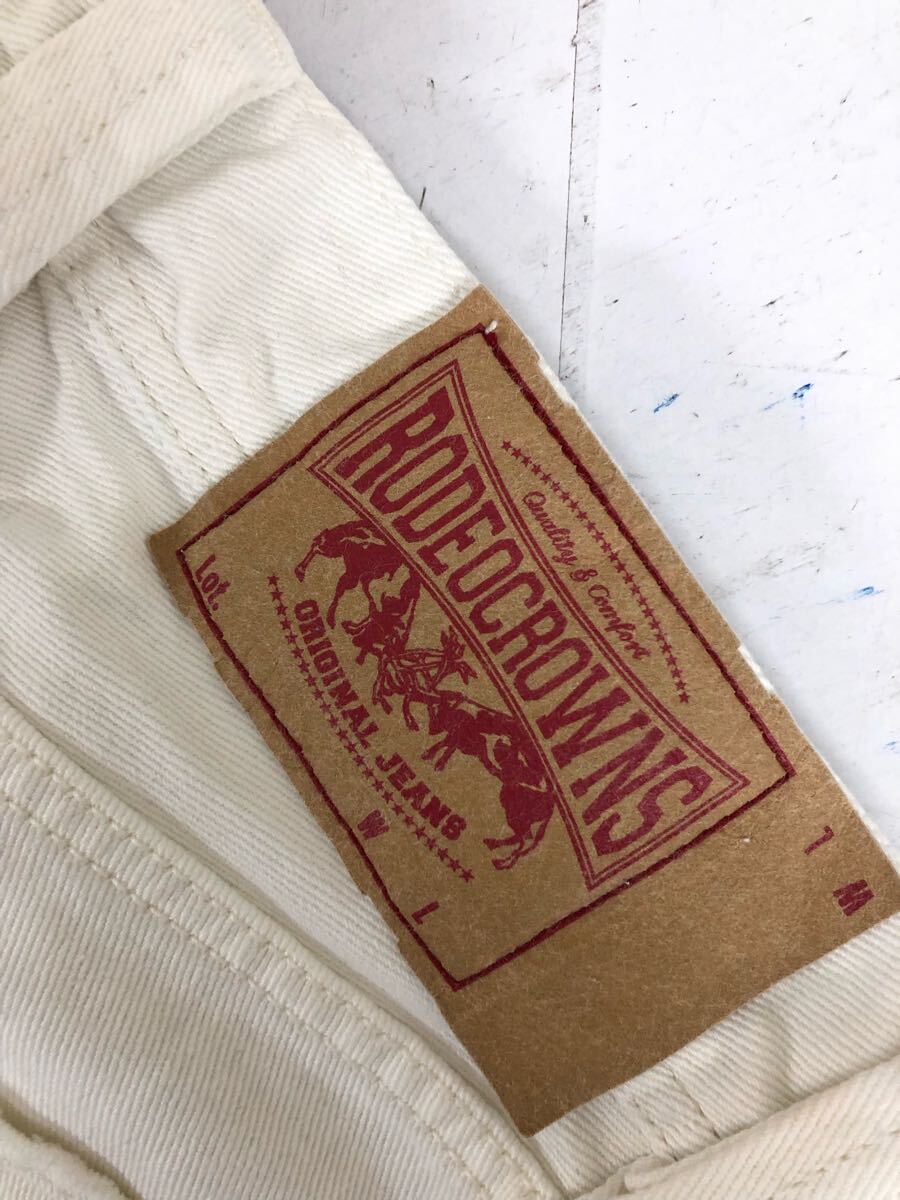 Quality & Comfort
RODEOCROWNS
ORIGINAL JEANS
Lot. W L
L
W